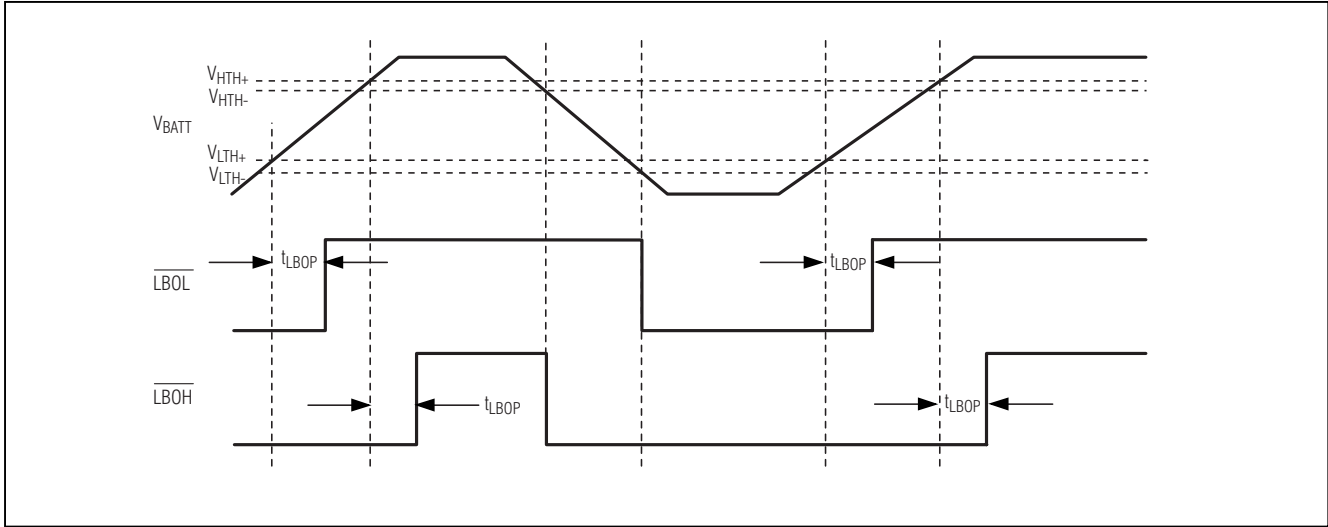 VHTH+
VHTH-
VBATT
VLTH+
VLTH-
tLBOP
tLBOP
LBOL
LBOH
tLBOP
tLBOP